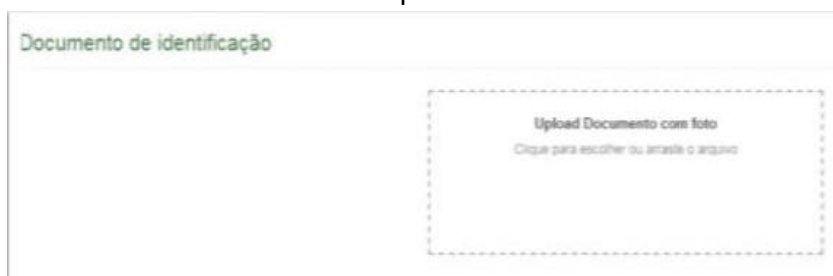 Documento de identificação
Upload Documento com foto
Clique para escolher ou arraste o arquivo